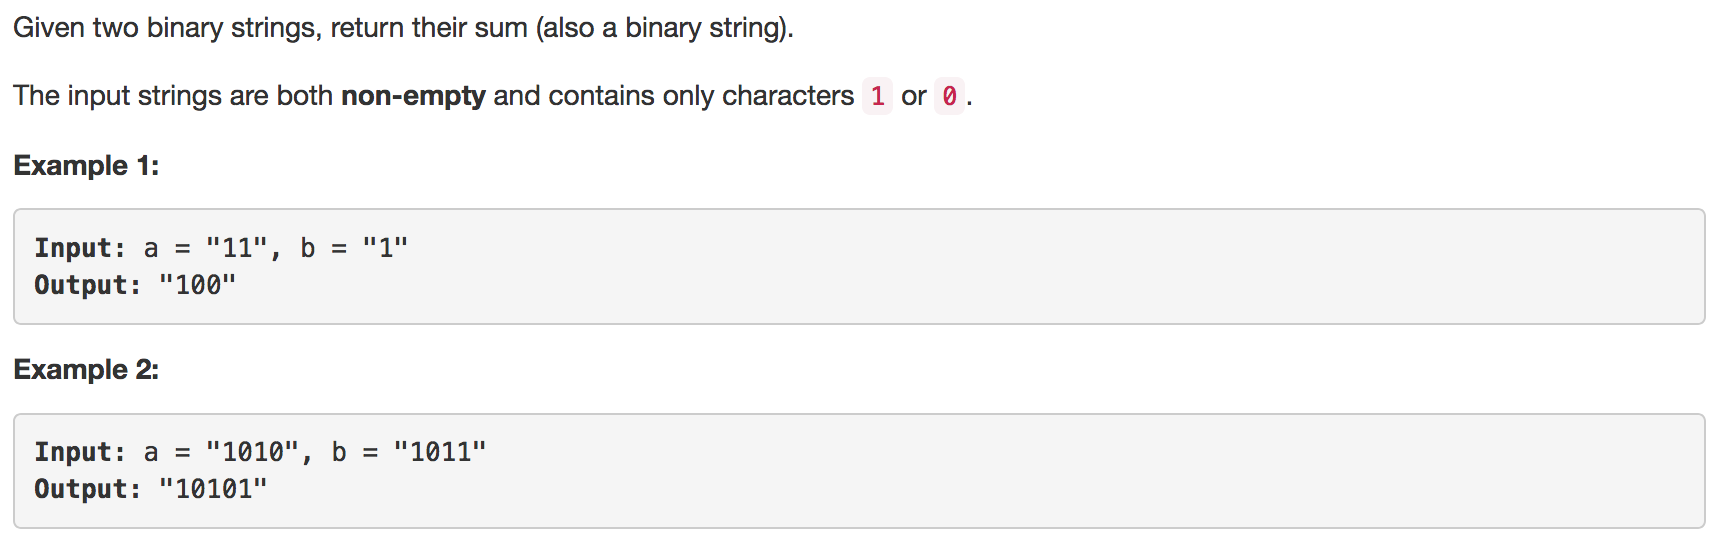 Given two binary strings, return their sum (also a binary string).
The input strings are both non-empty and contains only characters 1 or 0.
Example 1:
Input: a = "11", b = "1"
Output: "100"
Example 2:
Input: a = "1010", b = "1011"
Output: "10101"